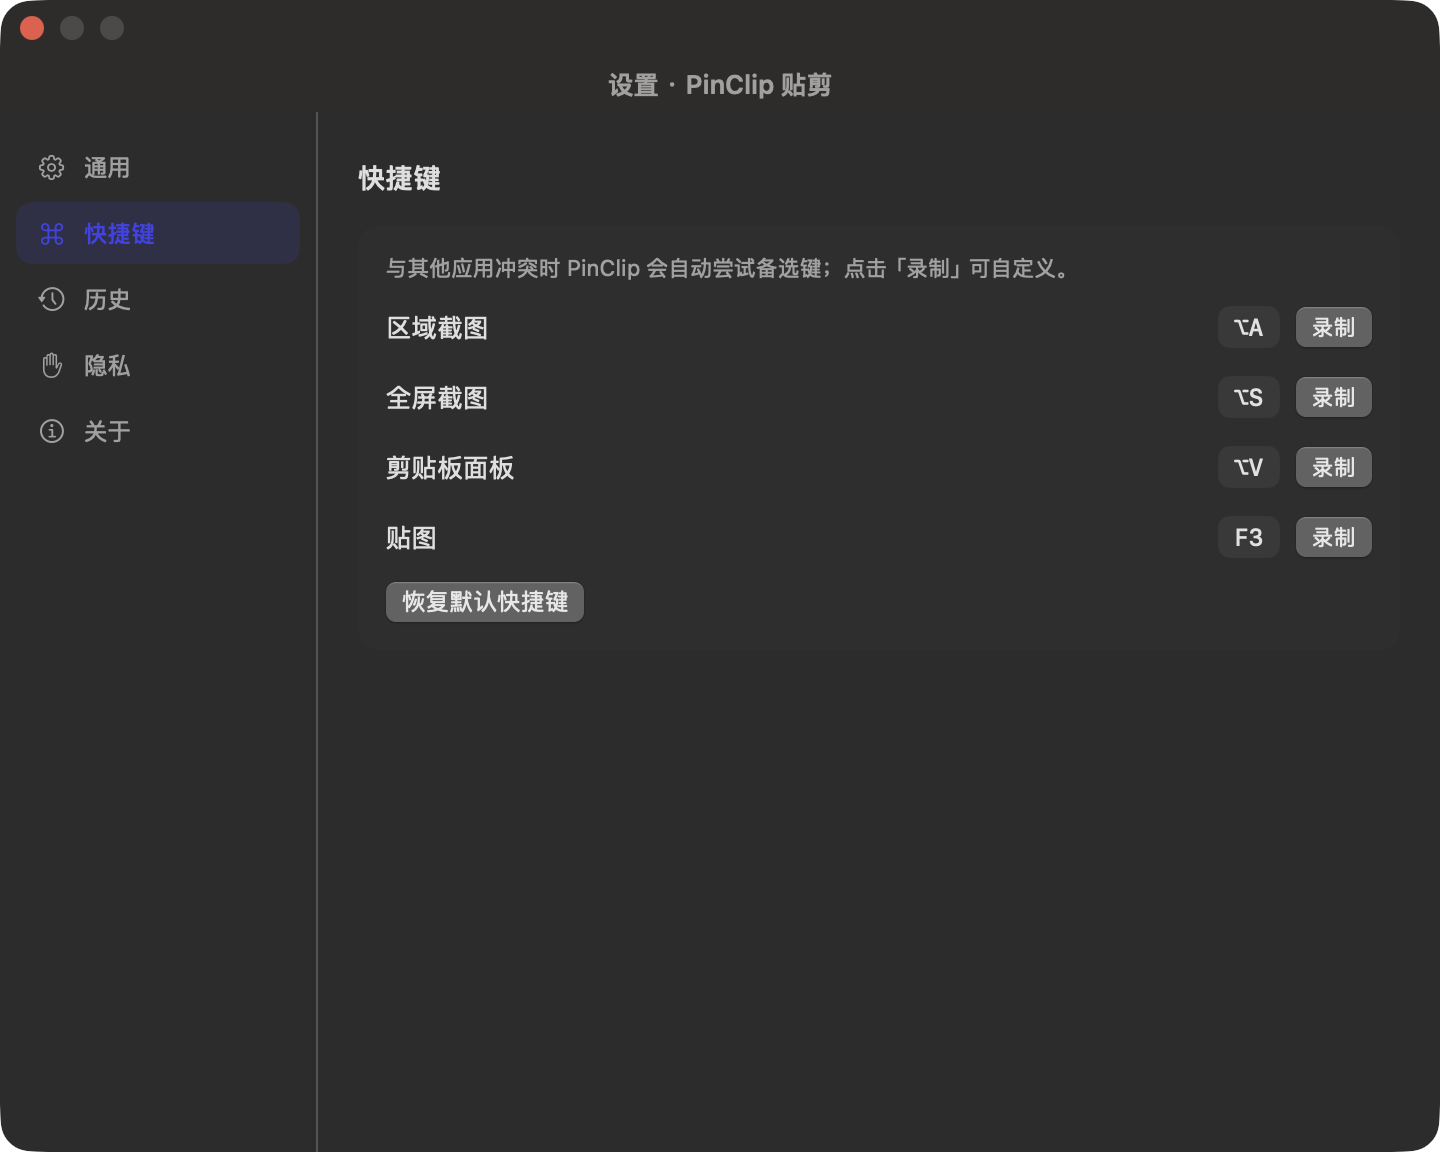 设置 · PinClip 贴剪
通用
快捷键
历史
隐私
关于
快捷键
与其他应用冲突时 PinClip 会自动尝试备选键；点击「录制」可自定义。
区域截图 ⌥A 录制
全屏截图 ⌥S 录制
剪贴板面板 ⌥V 录制
贴图 F3 录制
恢复默认快捷键